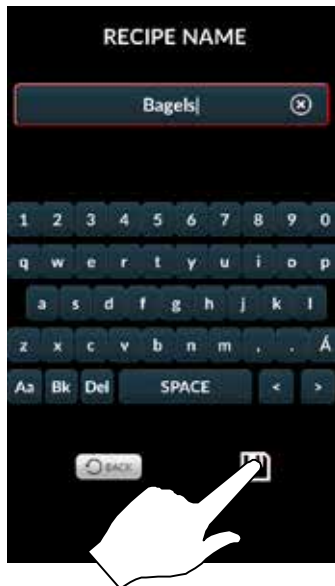 RECIPE NAME
Bagels
1 2 3 4 5 6 7 8 9 0
q w e r t y u i o p
a s d f g h j k l
z x c v b n m , . Á
Aa Bk Del SPACE < >
BACK